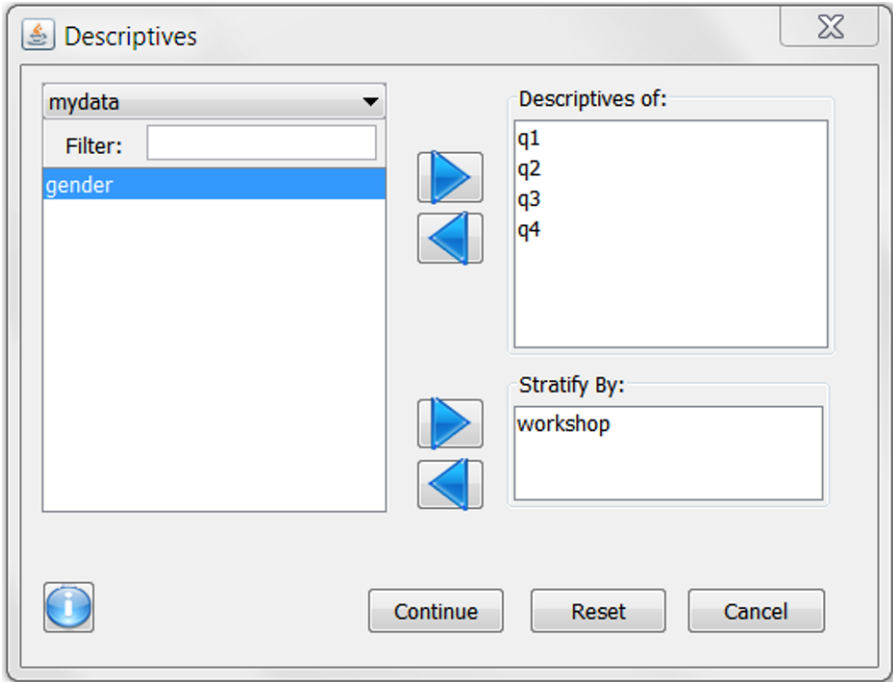 Descriptives
mydata
Filter:
gender
Descriptives of:
q1
q2
q3
q4
Stratify By:
workshop
Continue
Reset
Cancel